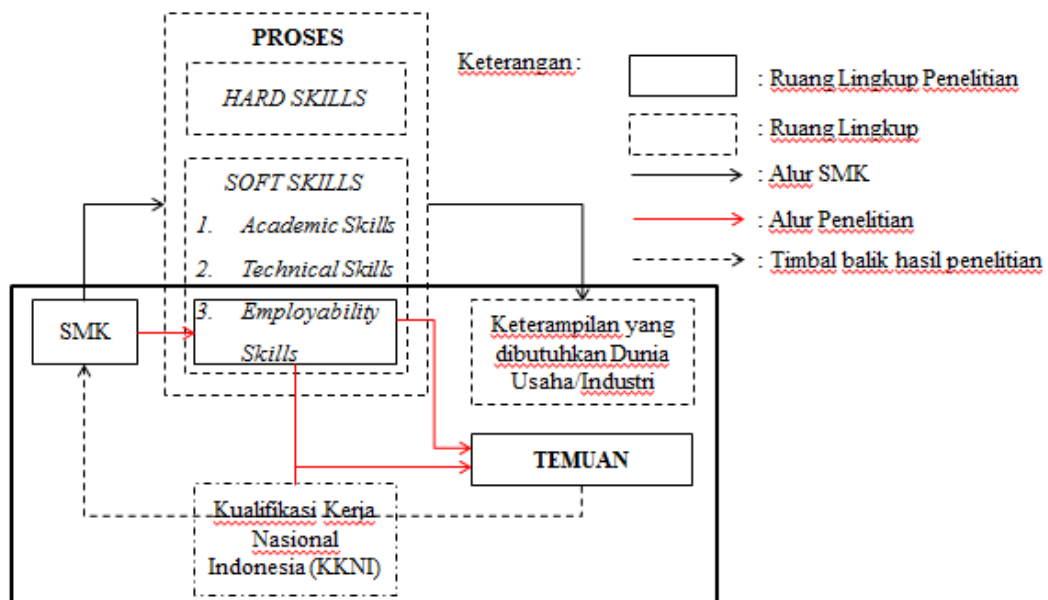 PROSES
HARD SKILLS
SOFT SKILLS
1. Academic Skills
2. Technical Skills
3. Employability
Skills
SMK
Keterampilan yang
dibutuhkan Dunia
Usaha/Industri
TEMUAN
Kualifikasi Kerja
Nasional
Indonesia (KKNI)
Keterangan :
: Ruang Lingkup Penelitian
: Ruang Lingkup
: Alur SMK
: Alur Penelitian
: Timbal balik hasil penelitian